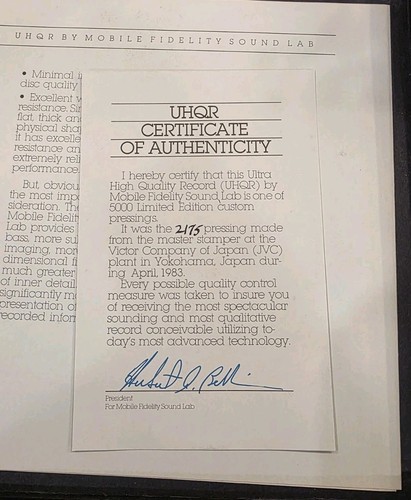 UHQR BY MOBILE FIDELITY SOUND LAB
• Minimal
disc quality
• Excellent
resistance.
flat, thick an
physical sha
it has excelle
resistance an
extremely reli
performance
But, obviou
the most imp
sideration. Th
Mobile Fidelit
Lab provides
bass, more su
imaging, mor
dimensional
much greater
of inner detail
significantly m
presentation o
recorded infor
UHQR
CERTIFICATE
OF AUTHENTICITY
I hereby certify that this Ultra
High Quality Record (UHQR) by
Mobile Fidelity Sound Lab is one of
5000 Limited Edition custom
pressings.
It was the 2175 pressing made
from the master stamper at the
Victor Company of Japan (JVC)
plant in Yokohama, Japan dur-
ing April, 1983.
Every possible quality control
measure was taken to insure you
of receiving the most spectacular
sounding and most qualitative
record conceivable utilizing to-
day's most advanced technology.
President
For Mobile Fidelity Sound Lab